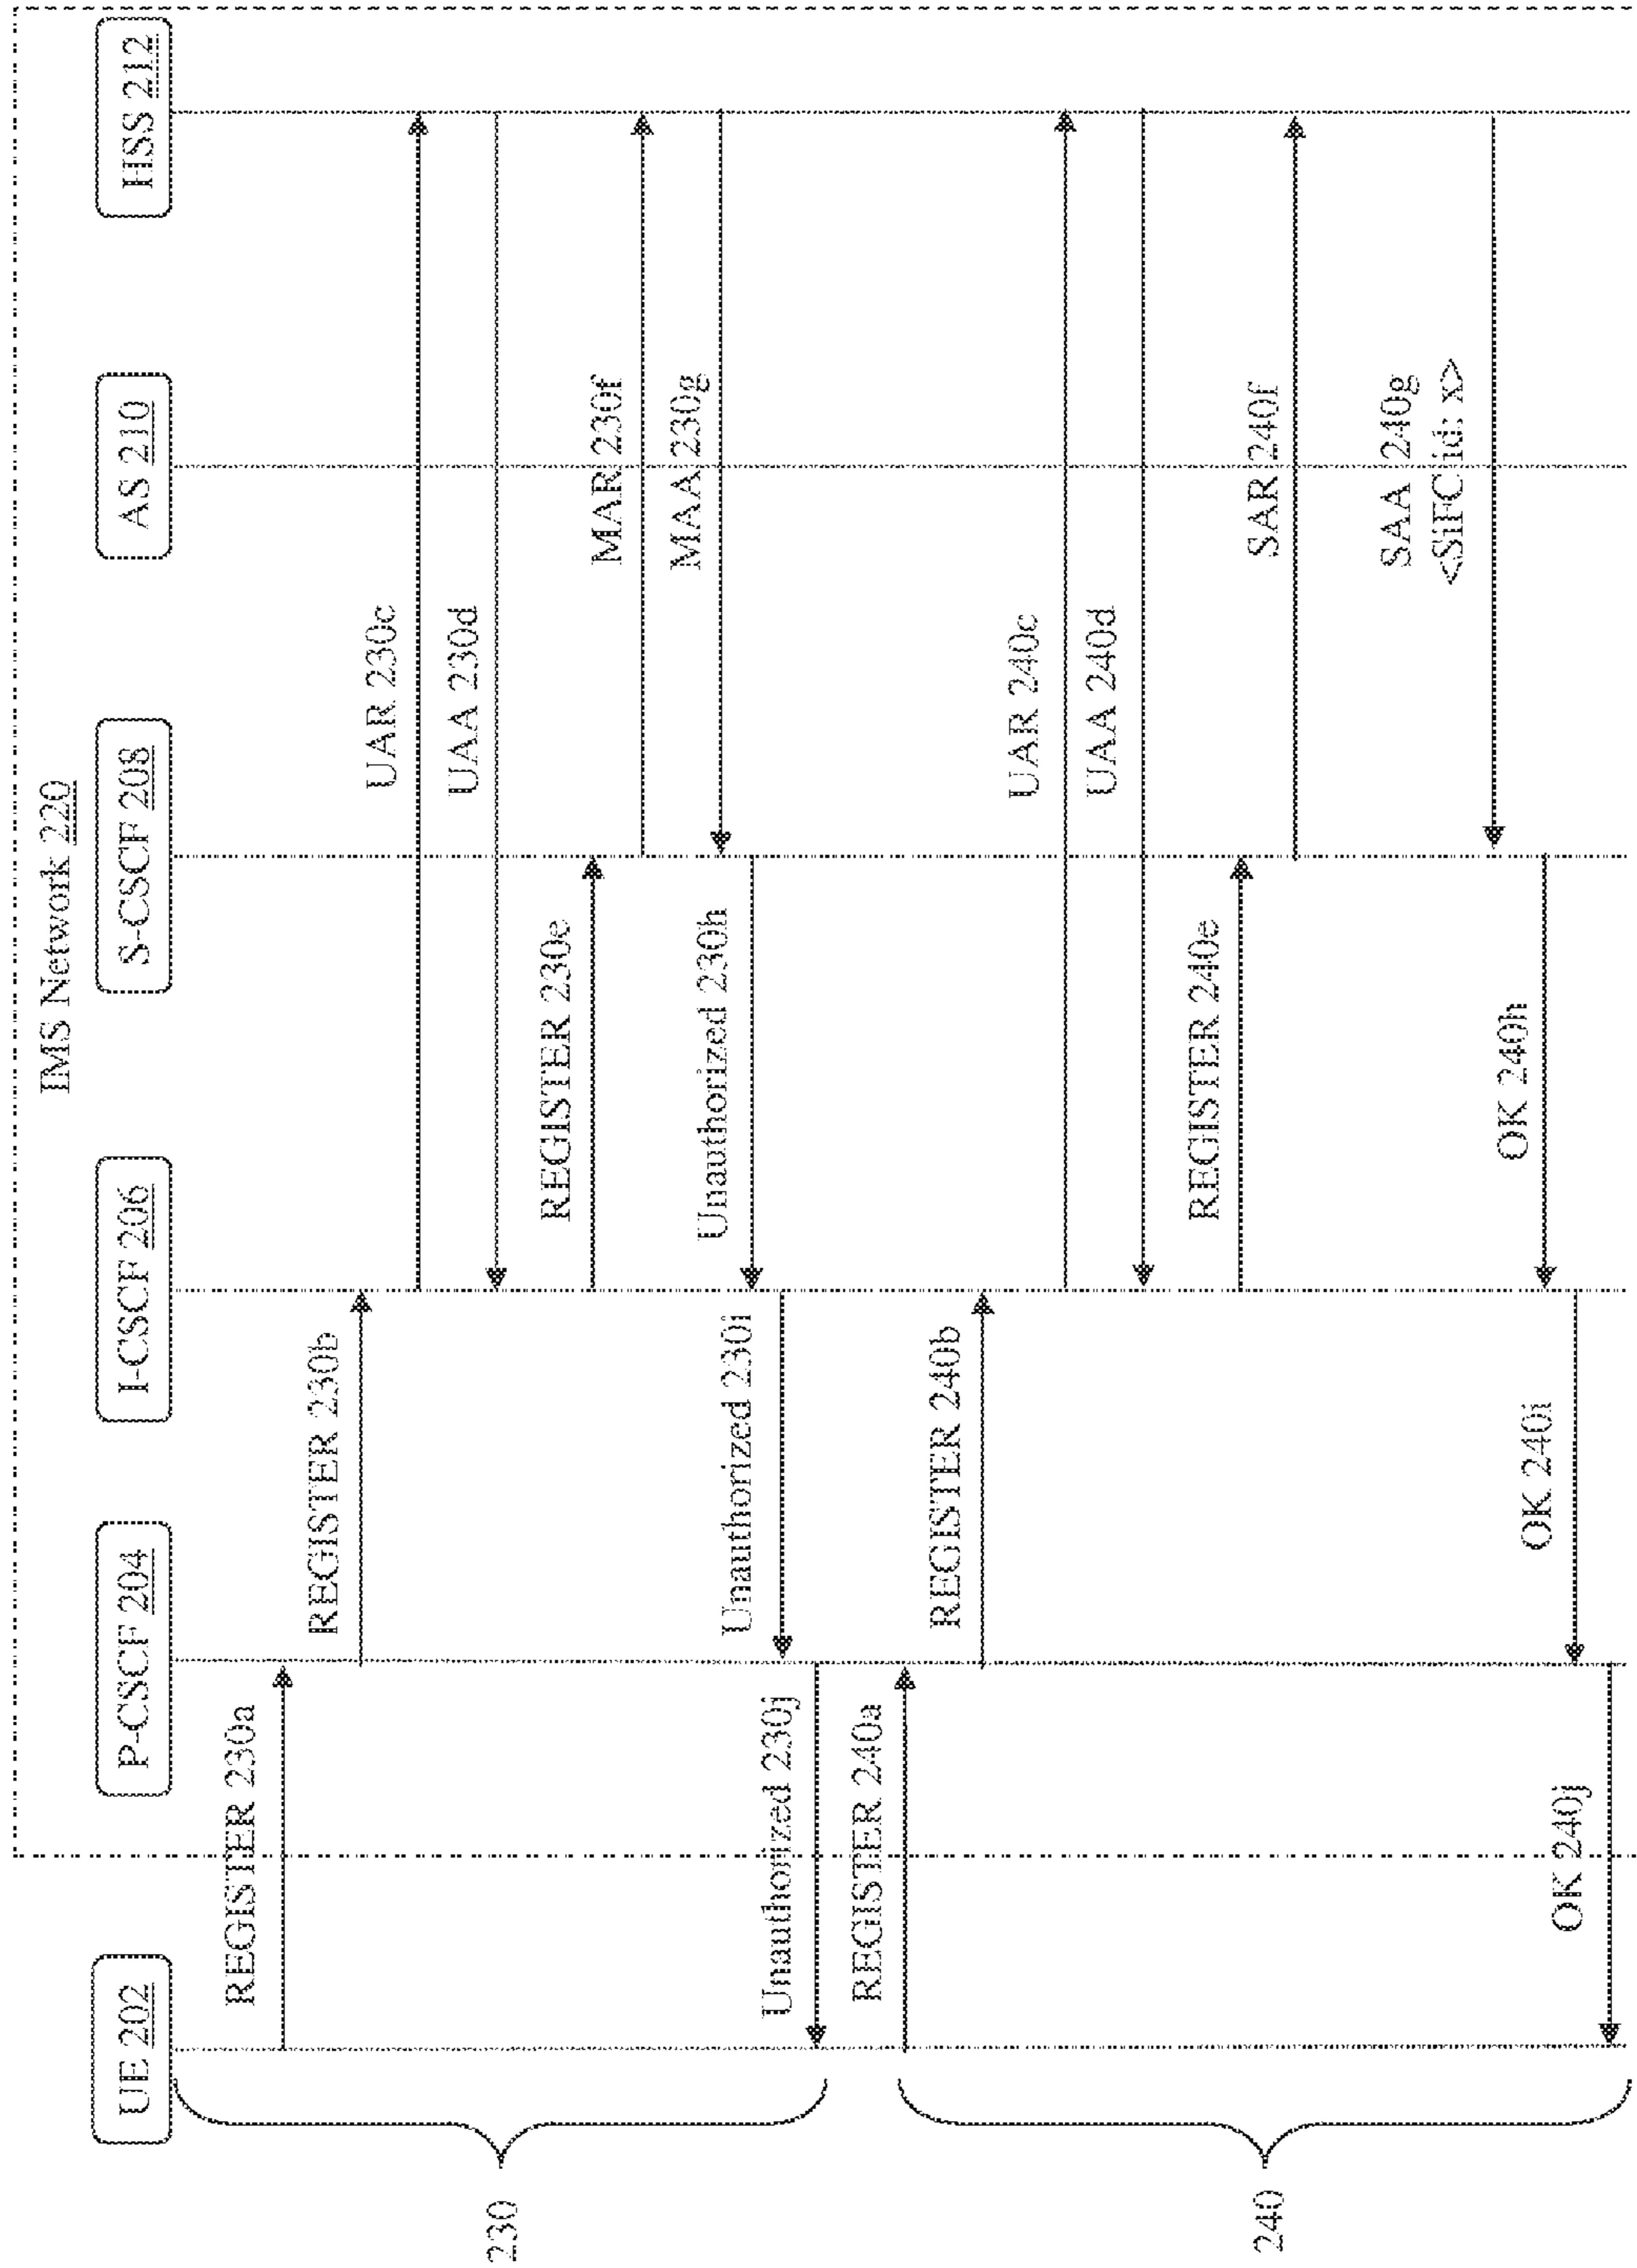 IMS Network 220
UE 202
P-CSCF 204
I-CSCF 206
S-CSCF 208
AS 210
HSS 212
REGISTER 230a
REGISTER 230b
UAR 230c
UAA 230d
REGISTER 230e
MAR 230f
MAA 230g
Unauthorized 230h
Unauthorized 230i
Unauthorized 230j
230
REGISTER 240a
REGISTER 240b
UAR 240c
UAA 240d
REGISTER 240e
SAR 240f
SAA 240g
<SiFCid: x>
OK 240h
OK 240i
OK 240j
240